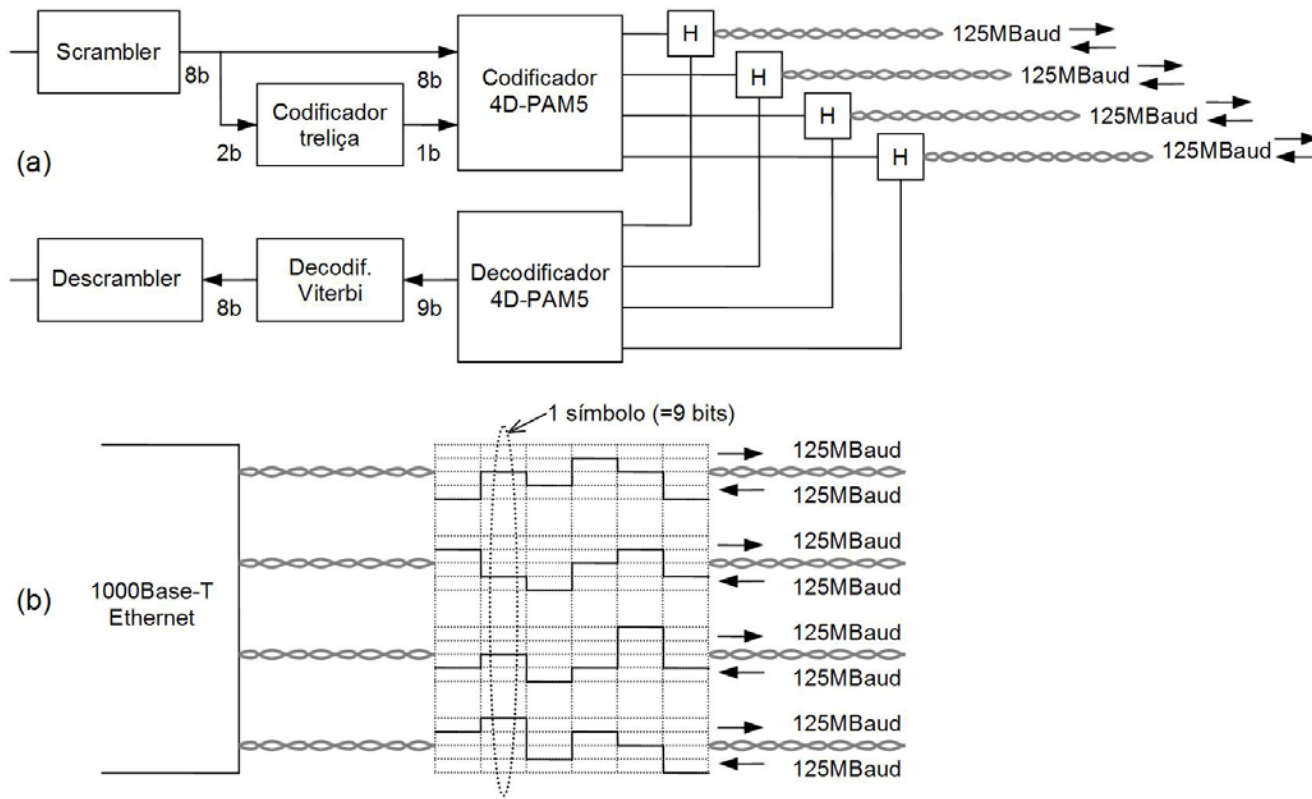 Scrambler
8b
8b
Codificador
treliça
2b
1b
Codificador
4D-PAM5
H
125MBaud
H
125MBaud
H
125MBaud
H
125MBaud
(a)
Descrambler
8b
Decodif.
Viterbi
9b
Decodificador
4D-PAM5
1 símbolo (=9 bits)
(b)
1000Base-T
Ethernet
125MBaud
125MBaud
125MBaud
125MBaud
125MBaud
125MBaud
125MBaud
125MBaud